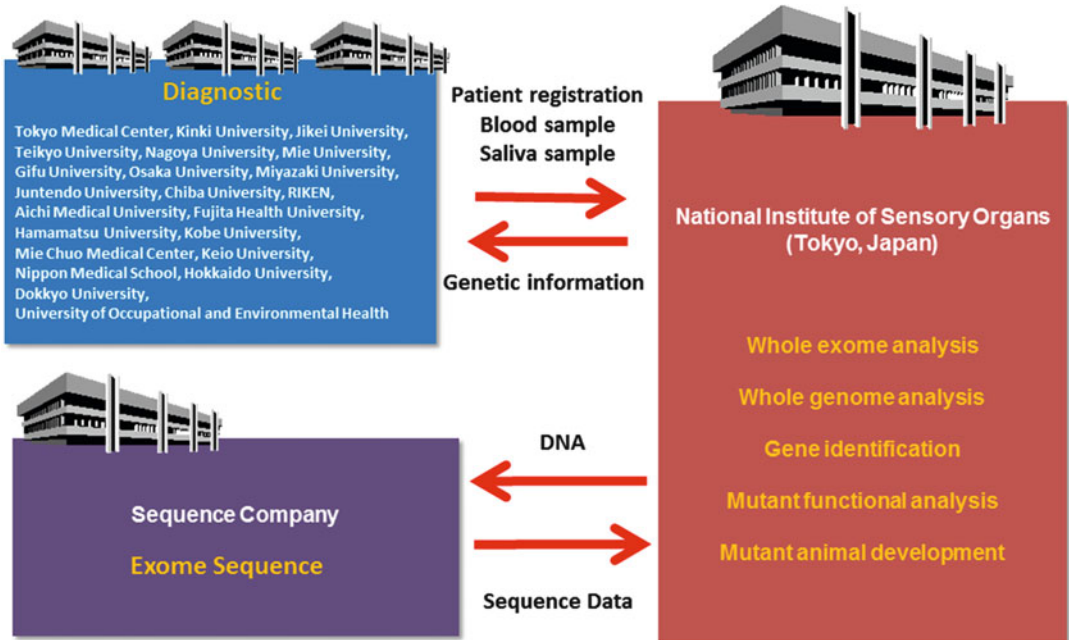 Diagnostic
Tokyo Medical Center, Kinki University, Jikei University,
Teikyo University, Nagoya University, Mie University,
Gifu University, Osaka University, Miyazaki University,
Juntendo University, Chiba University, RIKEN,
Aichi Medical University, Fujita Health University,
Hamamatsu University, Kobe University,
Mie Chuo Medical Center, Keio University,
Nippon Medical School, Hokkaido University,
Dokkyo University,
University of Occupational and Environmental Health
Patient registration
Blood sample
Saliva sample
Genetic information
National Institute of Sensory Organs
(Tokyo, Japan)
Whole exome analysis
Whole genome analysis
Gene identification
Mutant functional analysis
Mutant animal development
Sequence Company
Exome Sequence
DNA
Sequence Data